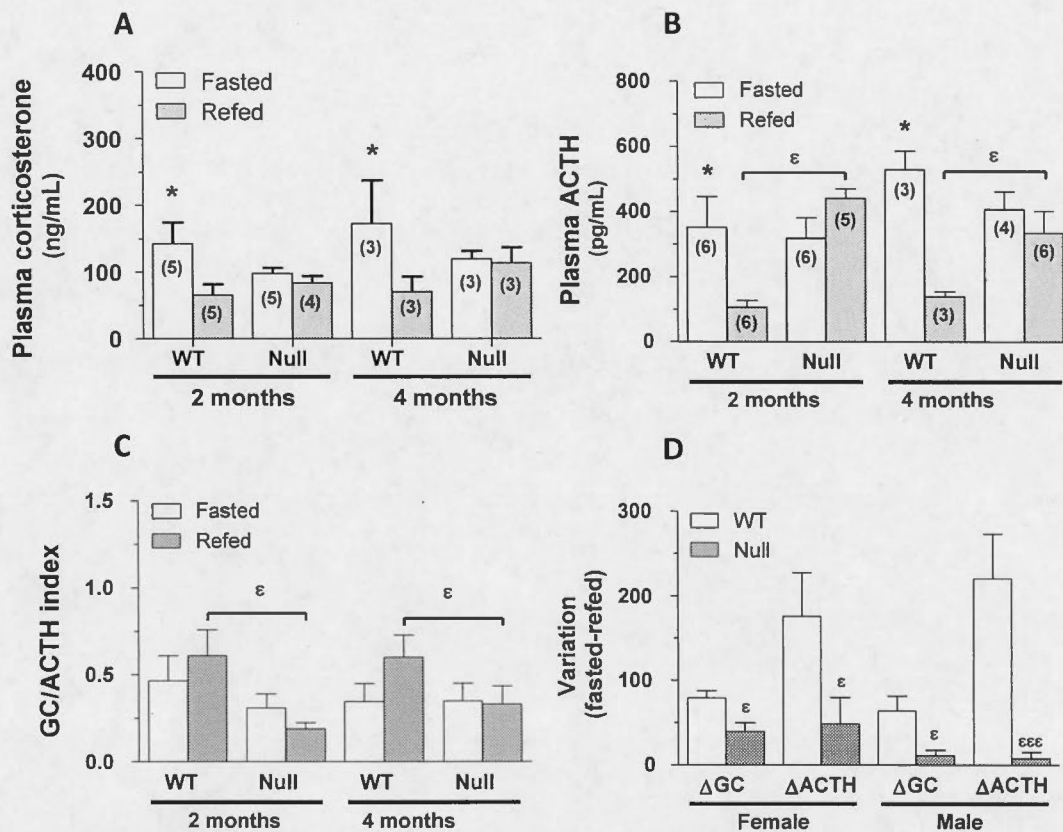 A
Plasma corticosterone
(ng/mL)
400
300
200
150
100
50
0
Fasted
Refed
*
*
(5)
(5)
(5)
(4)
(3)
(3)
(3)
(3)
WT
Null
WT
Null
2 months
4 months
B
Plasma ACTH
(pg/mL)
800
600
400
200
0
Fasted
Refed
*
ε
*
ε
(6)
(6)
(6)
(5)
(3)
(3)
(4)
(6)
WT
Null
WT
Null
2 months
4 months
C
GC/ACTH index
1.5
1.0
0.5
0.0
Fasted
Refed
ε
ε
WT
Null
WT
Null
2 months
4 months
D
Variation
(fasted-refed)
300
200
100
50
0
WT
Null
ε
ε
ε
εεε
ΔGC
ΔACTH
ΔGC
ΔACTH
Female
Male